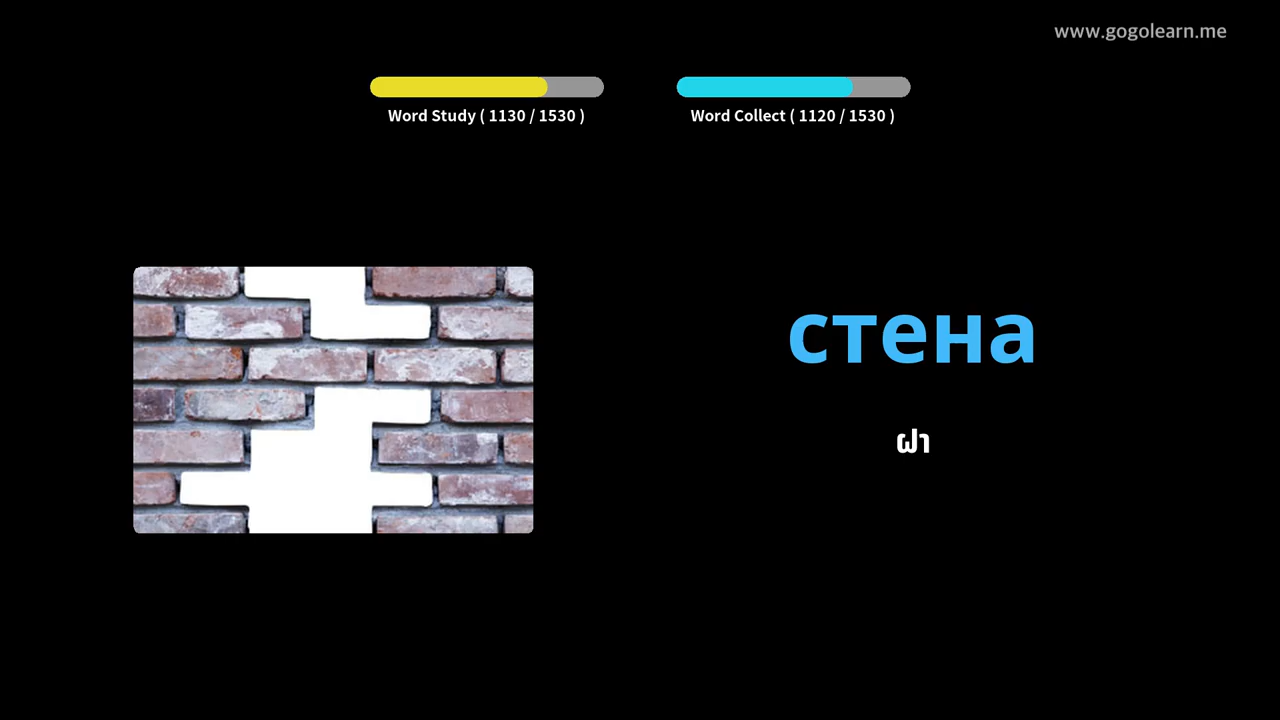 www.gogolearn.me
Word Study ( 1130 / 1530 )
Word Collect ( 1120 / 1530 )
стена
ฝา